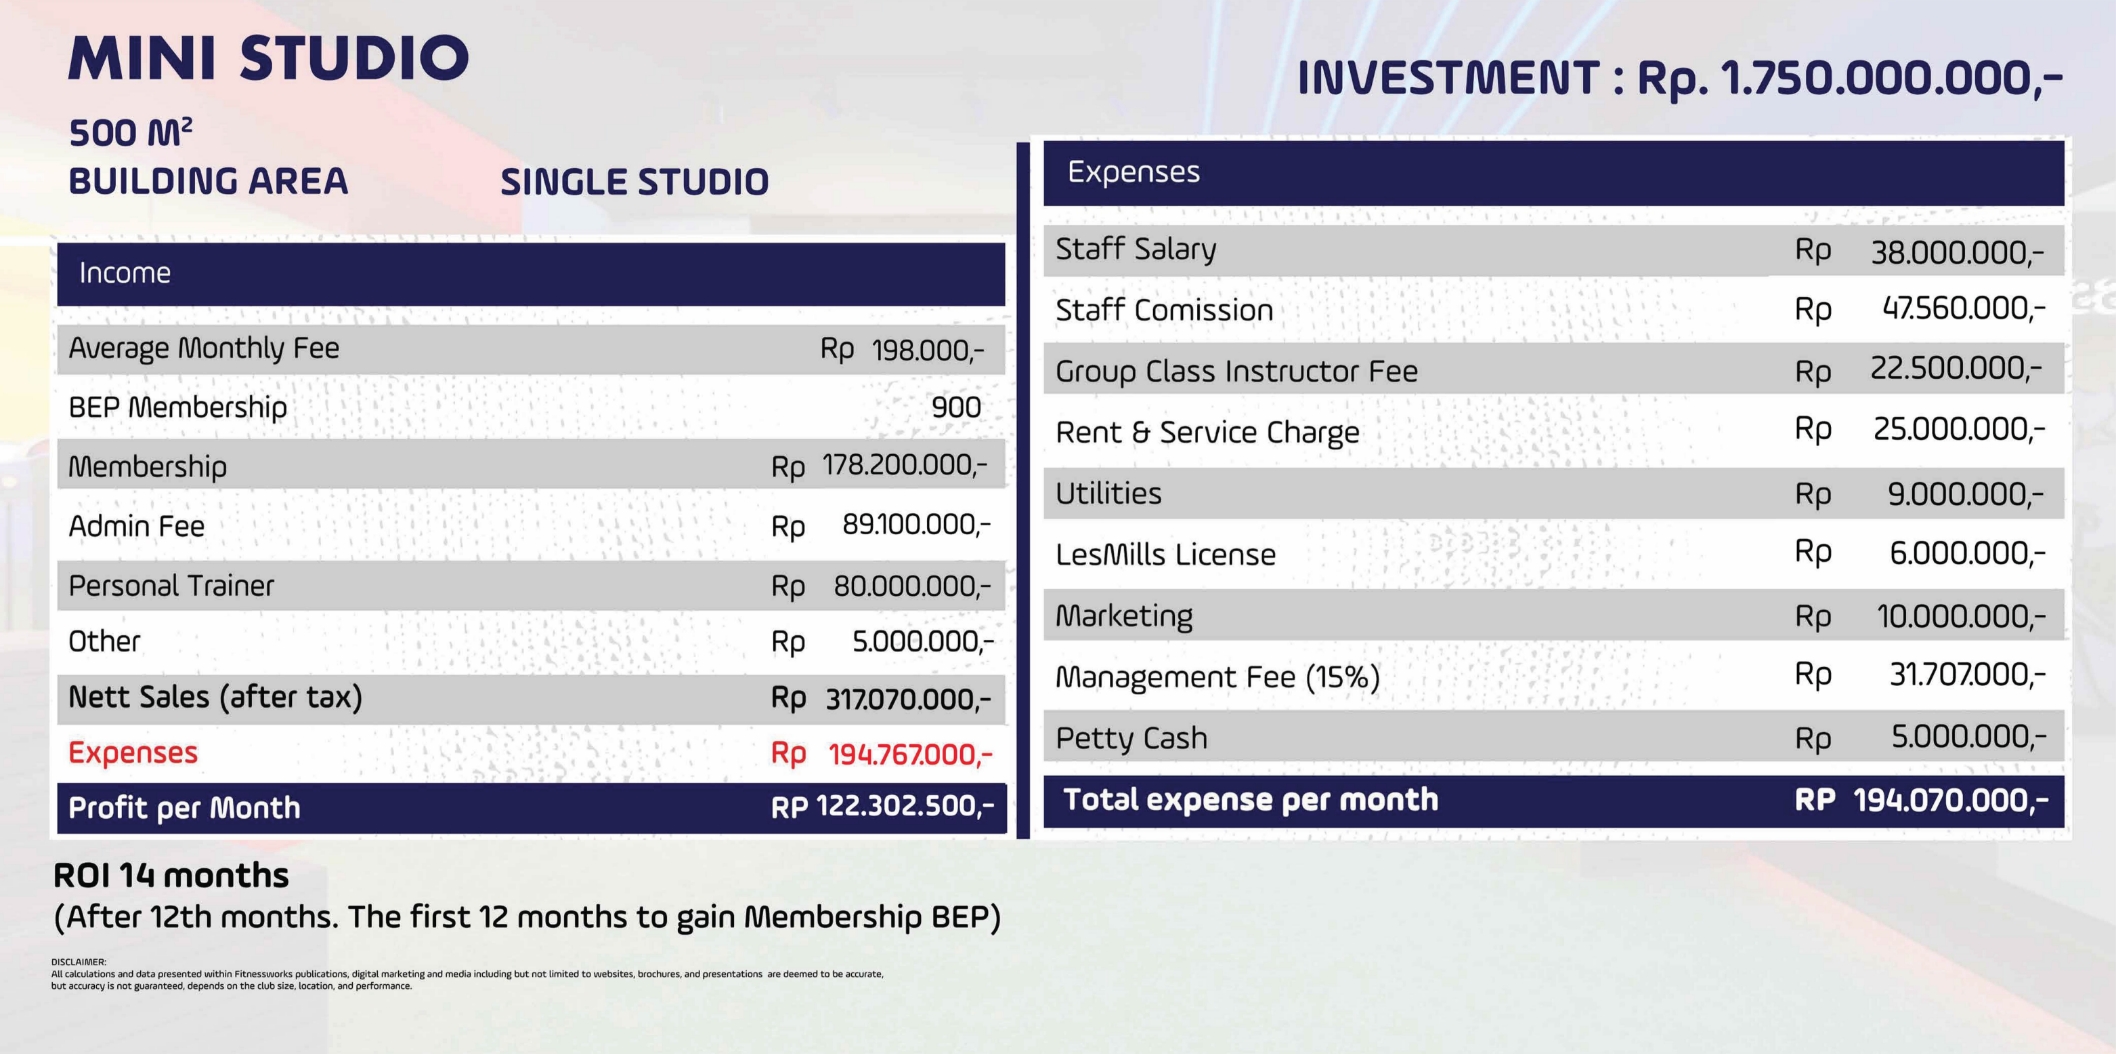 MINI STUDIO
500 M²
BUILDING AREA
SINGLE STUDIO
INVESTMENT : Rp. 1.750.000.000,-
Income
Average Monthly Fee Rp 198.000,-
BEP Membership 900
Membership Rp 178.200.000,-
Admin Fee Rp 89.100.000,-
Personal Trainer Rp 80.000.000,-
Other Rp 5.000.000,-
Nett Sales (after tax) Rp 317.070.000,-
Expenses Rp 194.767.000,-
Profit per Month RP 122.302.500,-
Expenses
Staff Salary Rp 38.000.000,-
Staff Comission Rp 47.560.000,-
Group Class Instructor Fee Rp 22.500.000,-
Rent & Service Charge Rp 25.000.000,-
Utilities Rp 9.000.000,-
LesMills License Rp 6.000.000,-
Marketing Rp 10.000.000,-
Management Fee (15%) Rp 31.707.000,-
Petty Cash Rp 5.000.000,-
Total expense per month RP 194.070.000,-
ROI 14 months
(After 12th months. The first 12 months to gain Membership BEP)
DISCLAIMER:
All calculations and data presented within Fitnessworks publications, digital marketing and media including but not limited to websites, brochures, and presentations are deemed to be accurate,
but accuracy is not guaranteed, depends on the club size, location, and performance.